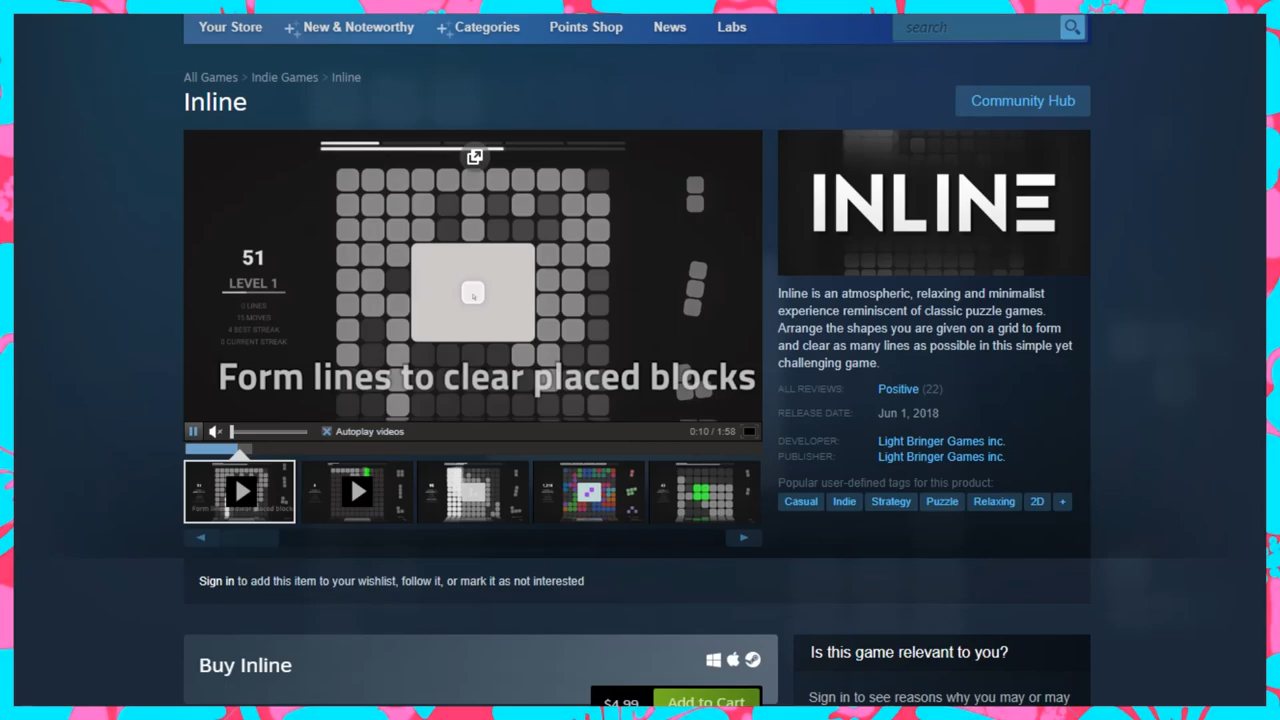 Your Store
New & Noteworthy
Categories
Points Shop
News
Labs
search
All Games > Indie Games > Inline
Inline
Community Hub
51
LEVEL 1
0 LINES
15 MOVES
4 BEST STREAK
Form lines to clear placed blocks
Autoplay videos
0:10 / 1:58
INLINE
Inline is an atmospheric, relaxing and minimalist
experience reminiscent of classic puzzle games.
Arrange the shapes you are given on a grid to form
and clear as many lines as possible in this simple yet
challenging game.
ALL REVIEWS: Positive (22)
RELEASE DATE: Jun 1, 2018
DEVELOPER: Light Bringer Games inc.
PUBLISHER: Light Bringer Games inc.
Popular user-defined tags for this product:
Casual
Indie
Strategy
Puzzle
Relaxing
2D
+
Sign in to add this item to your wishlist, follow it, or mark it as not interested
Buy Inline
$4.99
Add to Cart
Is this game relevant to you?
Sign in to see reasons why you may or may